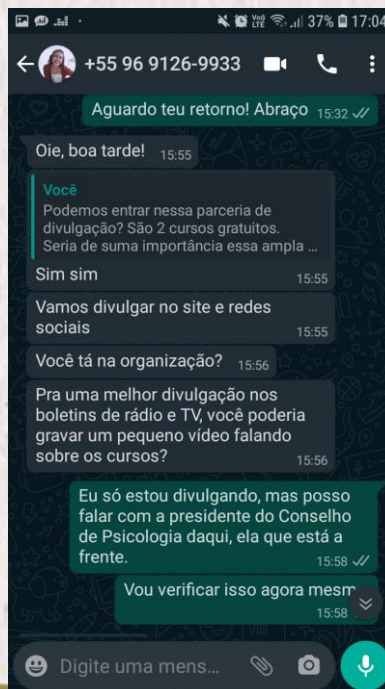 Vo))
LTE
37%
17:04
+55 96 9126-9933
Aguardo teu retorno! Abraço 15:32
Oie, boa tarde! 15:55
Você
Podemos entrar nessa parceria de
divulgação? São 2 cursos gratuitos.
Seria de suma importância essa ampla ...
Sim sim 15:55
Vamos divulgar no site e redes
sociais 15:55
Você tá na organização? 15:56
Pra uma melhor divulgação nos
boletins de rádio e TV, você poderia
gravar um pequeno vídeo falando
sobre os cursos? 15:56
Eu só estou divulgando, mas posso
falar com a presidente do Conselho
de Psicologia daqui, ela que está a
frente. 15:58
Vou verificar isso agora mesm
15:58
Digite uma mens...